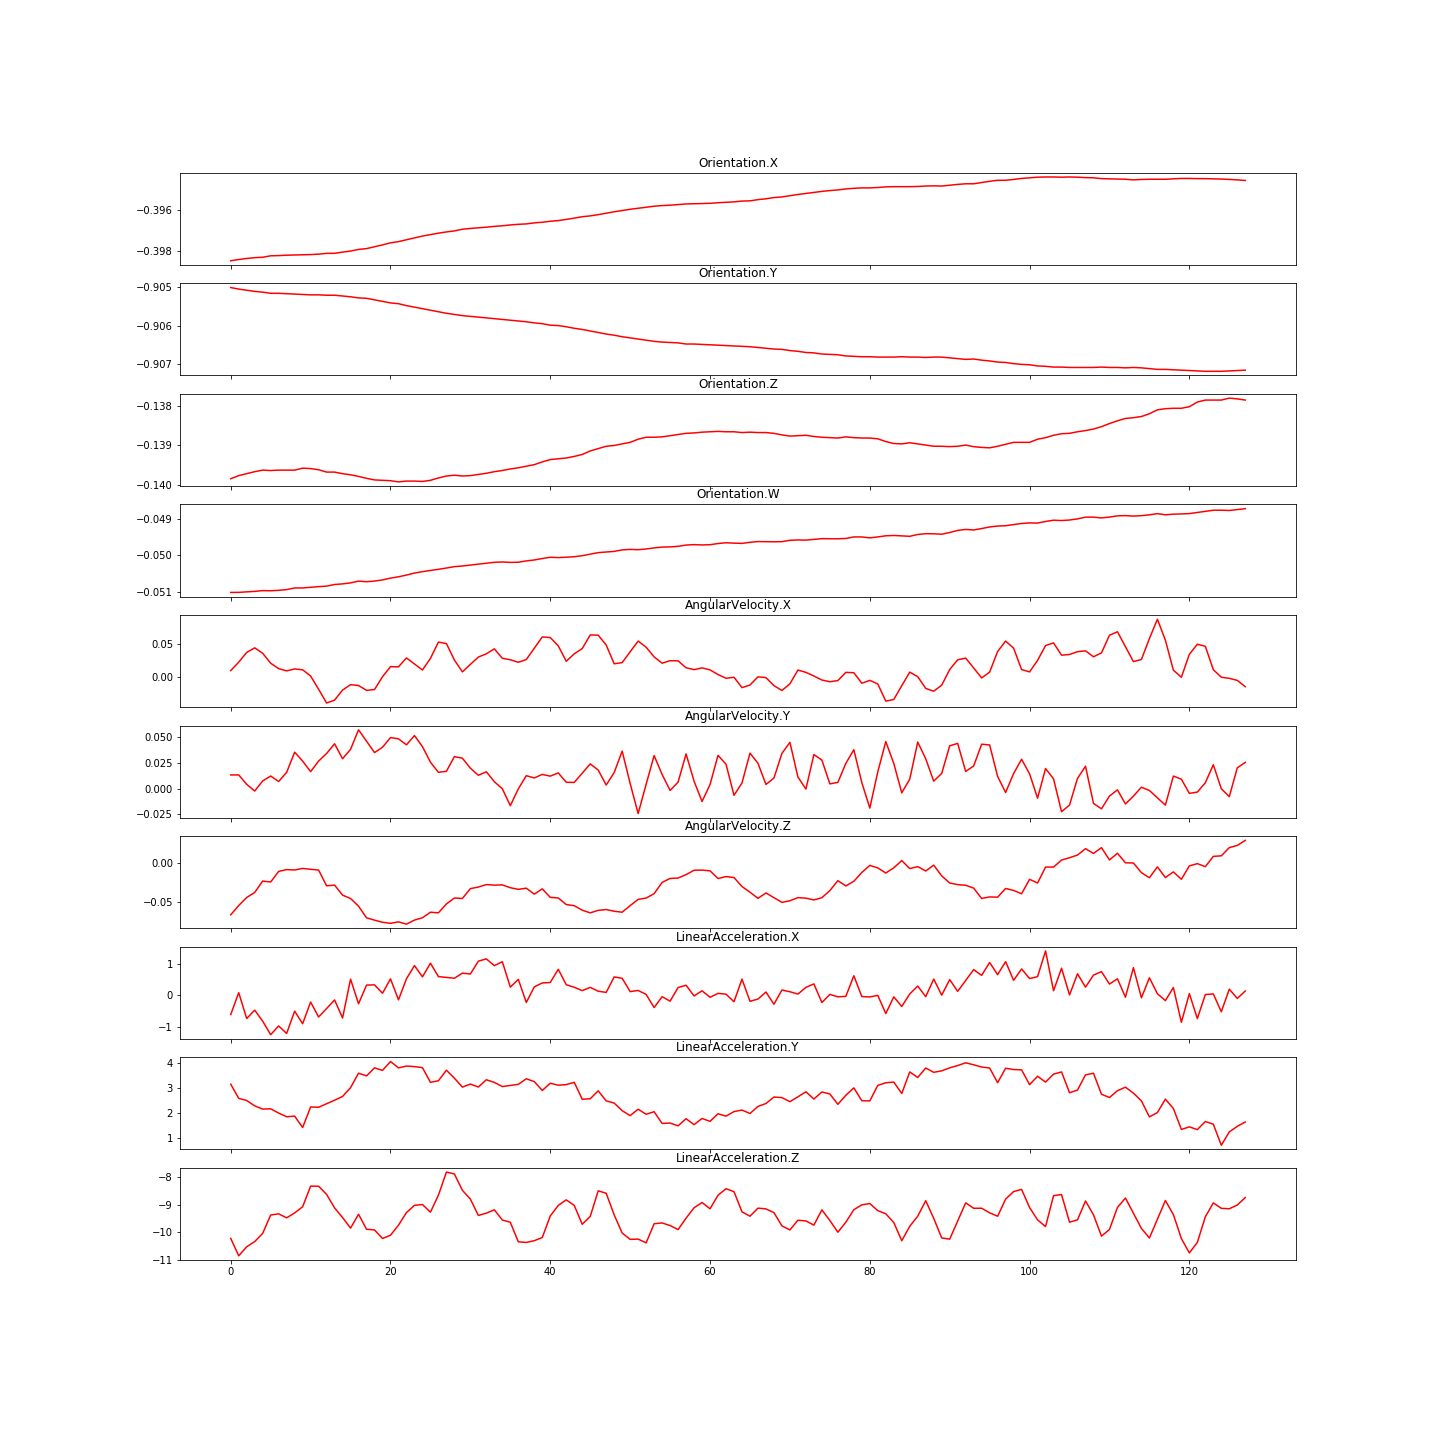 Orientation.X
−0.396
−0.398
Orientation.Y
−0.905
−0.906
−0.907
Orientation.Z
−0.138
−0.139
−0.140
Orientation.W
−0.049
−0.050
−0.051
AngularVelocity.X
0.05
0.00
AngularVelocity.Y
0.050
0.025
0.000
−0.025
AngularVelocity.Z
0.00
−0.05
LinearAcceleration.X
1
0
−1
LinearAcceleration.Y
4
3
2
1
LinearAcceleration.Z
−8
−9
−10
−11
0 20 40 60 80 100 120